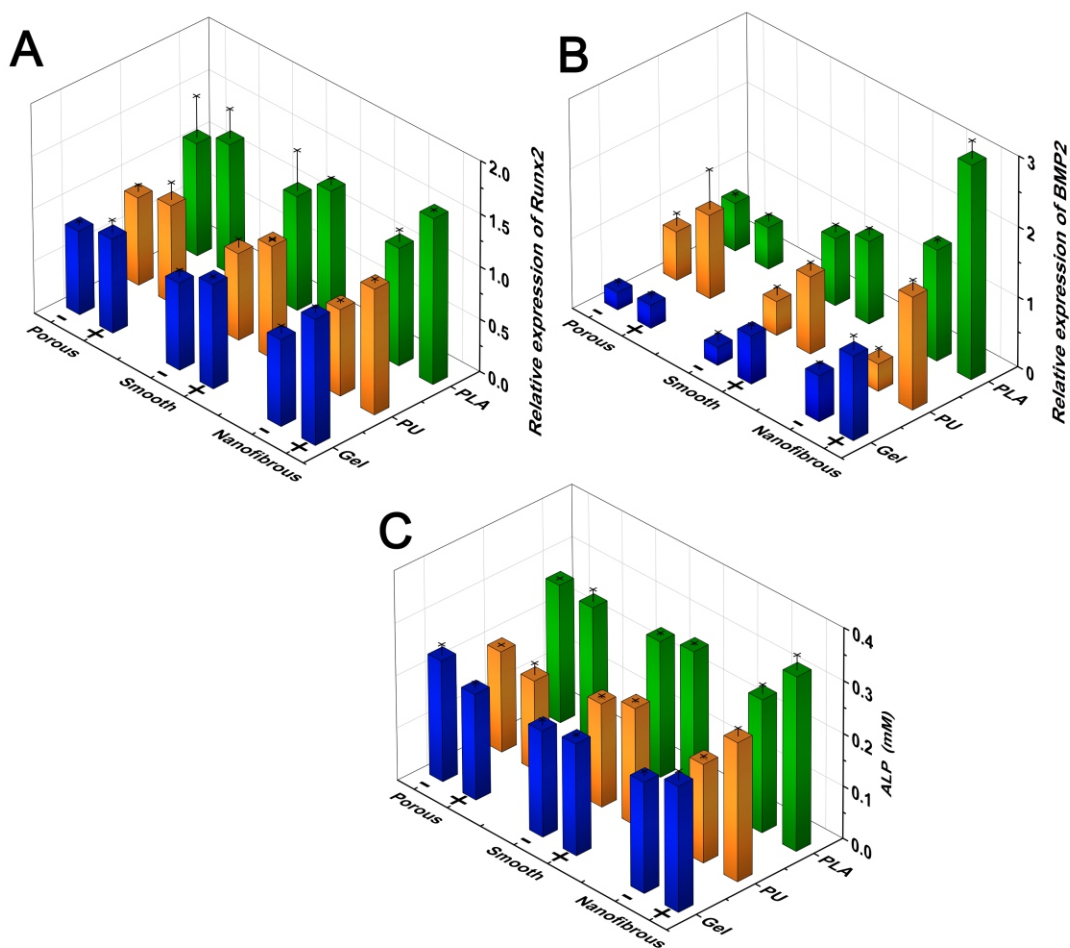 A
Relative expression of Runx2
2.0
1.5
1.0
0.5
0.0
Porous
Smooth
Nanofibrous
- +
- +
- +
Gel
PU
PLA
B
Relative expression of BMP2
3
2
1
0
Porous
Smooth
Nanofibrous
- +
- +
- +
Gel
PU
PLA
C
ALP (mM)
0.4
0.3
0.2
0.1
0.0
Porous
Smooth
Nanofibrous
- +
- +
- +
Gel
PU
PLA